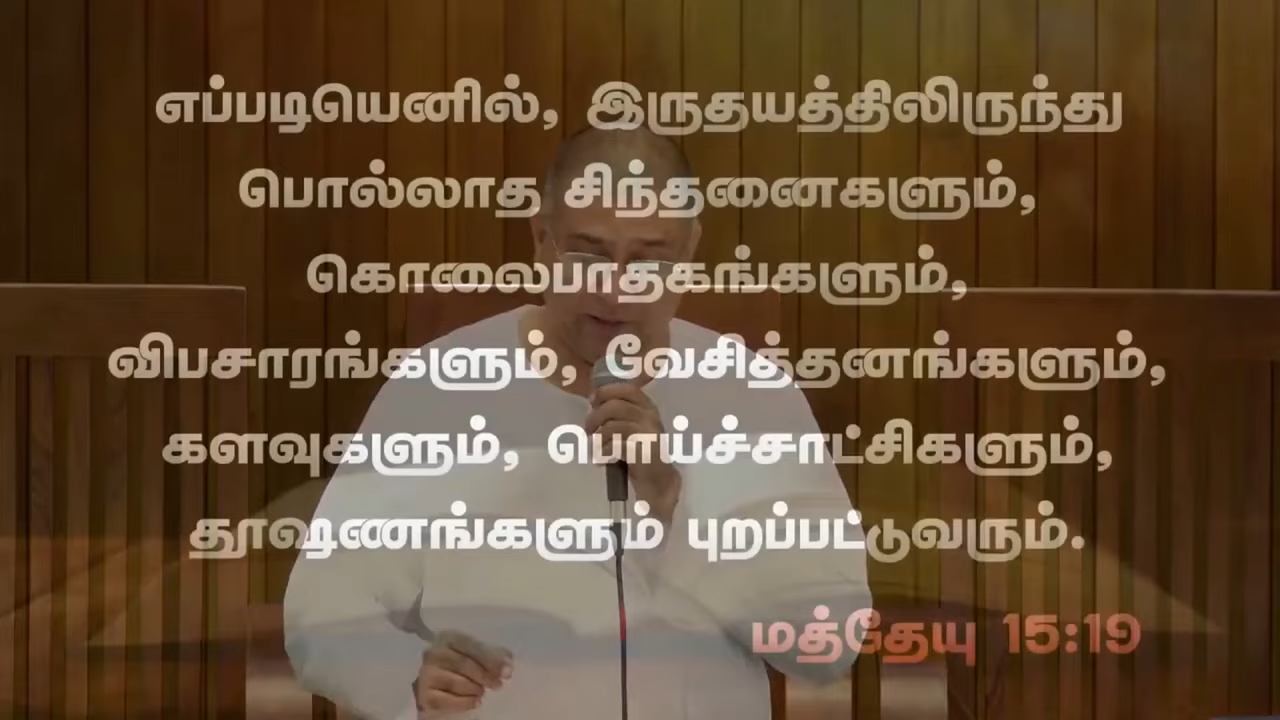 எப்படியெனில், இருதயத்திலிருந்து
பொல்லாத சிந்தனைகளும்,
கொலைபாதகங்களும்,
விபசாரங்களும், வேசித்தனங்களும்,
களவுகளும், பொய்ச்சாட்சிகளும்,
தூஷணங்களும் புறப்பட்டுவரும்.
மத்தேயு 15:19